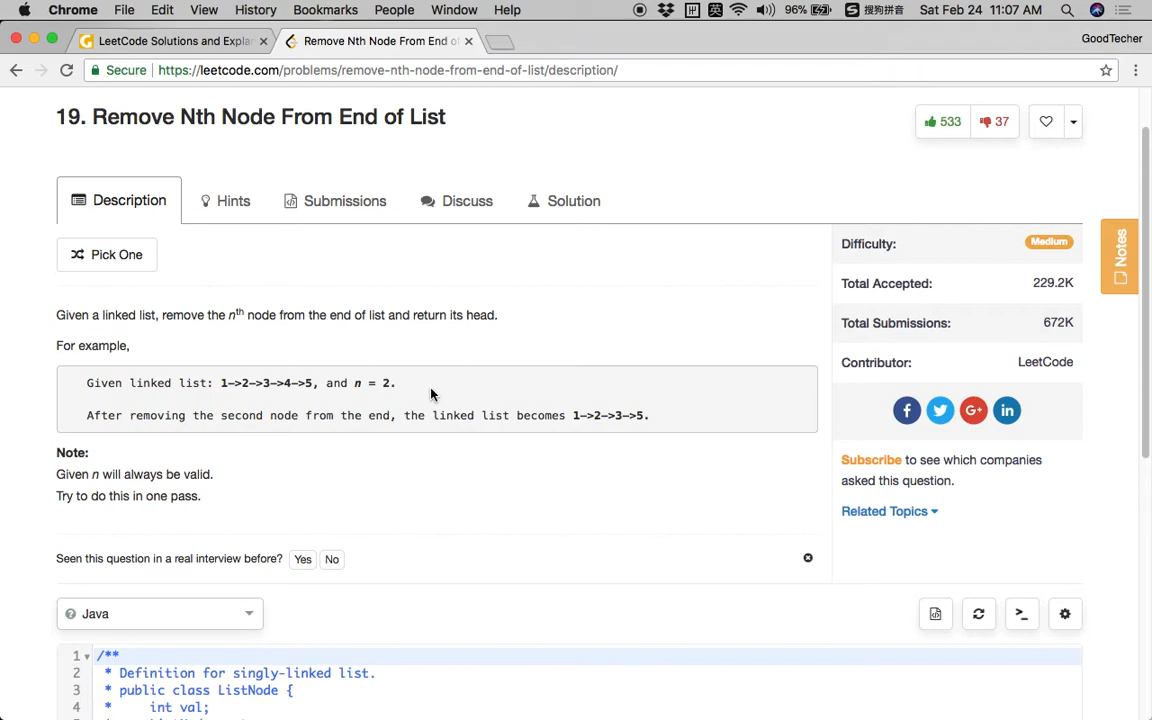 Chrome File Edit View History Bookmarks People Window Help 英 96% S 搜狗拼音 Sat Feb 24 11:07 AM
LeetCode Solutions and Explan × Remove Nth Node From End of × GoodTecher
Secure | https://leetcode.com/problems/remove-nth-node-from-end-of-list/description/
19. Remove Nth Node From End of List
533 37
Description Hints Submissions Discuss Solution
Pick One
Difficulty: Medium
Total Accepted: 229.2K
Total Submissions: 672K
Contributor: LeetCode
Subscribe to see which companies
asked this question.
Related Topics
Notes
Given a linked list, remove the nth node from the end of list and return its head.
For example,
Given linked list: 1->2->3->4->5, and n = 2.
After removing the second node from the end, the linked list becomes 1->2->3->5.
Note:
Given n will always be valid.
Try to do this in one pass.
Seen this question in a real interview before? Yes No
Java
1 /**
2 * Definition for singly-linked list.
3 * public class ListNode {
4 * int val;